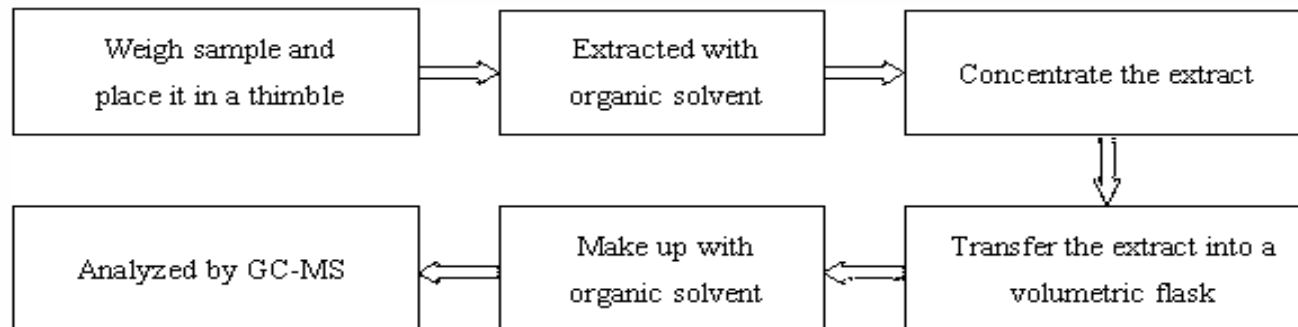 Weigh sample and
place it in a thimble
Extracted with
organic solvent
Concentrate the extract
Transfer the extract into a
volumetric flask
Make up with
organic solvent
Analyzed by GC-MS